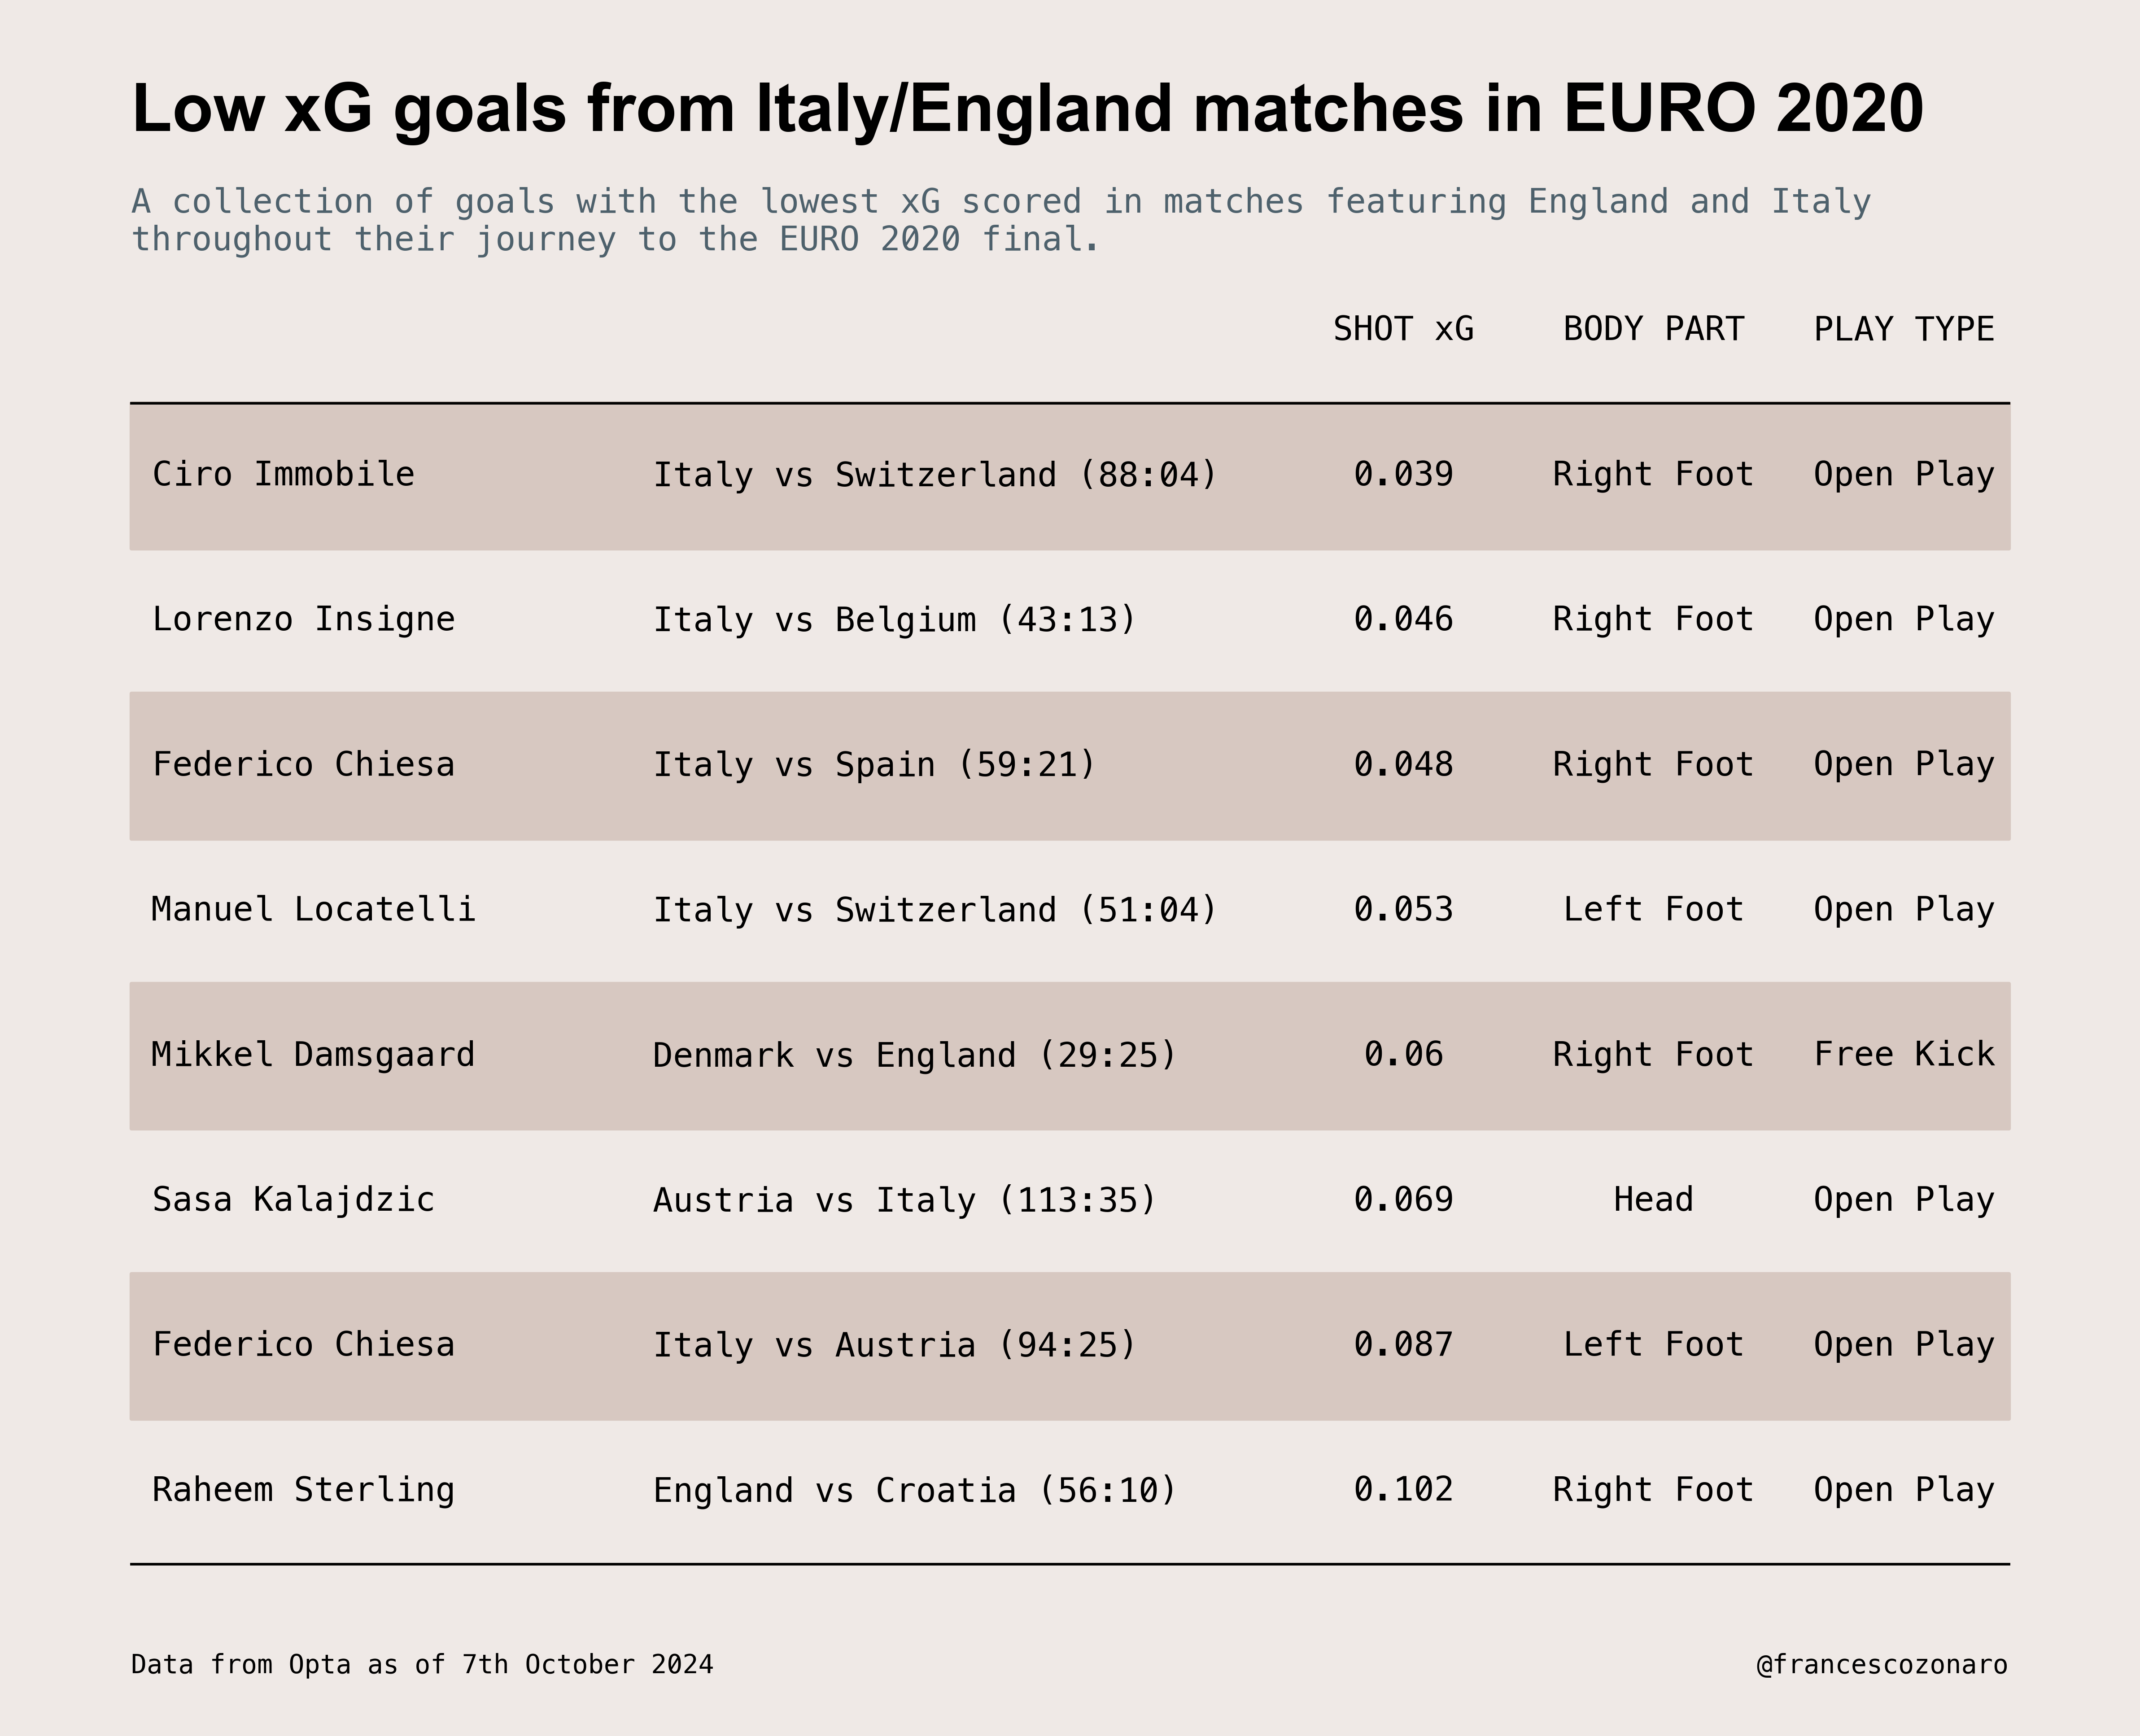 Low xG goals from Italy/England matches in EURO 2020
A collection of goals with the lowest xG scored in matches featuring England and Italy
throughout their journey to the EURO 2020 final.
SHOT xG BODY PART PLAY TYPE
Ciro Immobile Italy vs Switzerland (88:04) 0.039 Right Foot Open Play
Lorenzo Insigne Italy vs Belgium (43:13) 0.046 Right Foot Open Play
Federico Chiesa Italy vs Spain (59:21) 0.048 Right Foot Open Play
Manuel Locatelli Italy vs Switzerland (51:04) 0.053 Left Foot Open Play
Mikkel Damsgaard Denmark vs England (29:25) 0.06 Right Foot Free Kick
Sasa Kalajdzic Austria vs Italy (113:35) 0.069 Head Open Play
Federico Chiesa Italy vs Austria (94:25) 0.087 Left Foot Open Play
Raheem Sterling England vs Croatia (56:10) 0.102 Right Foot Open Play
Data from Opta as of 7th October 2024 @francescozonaro